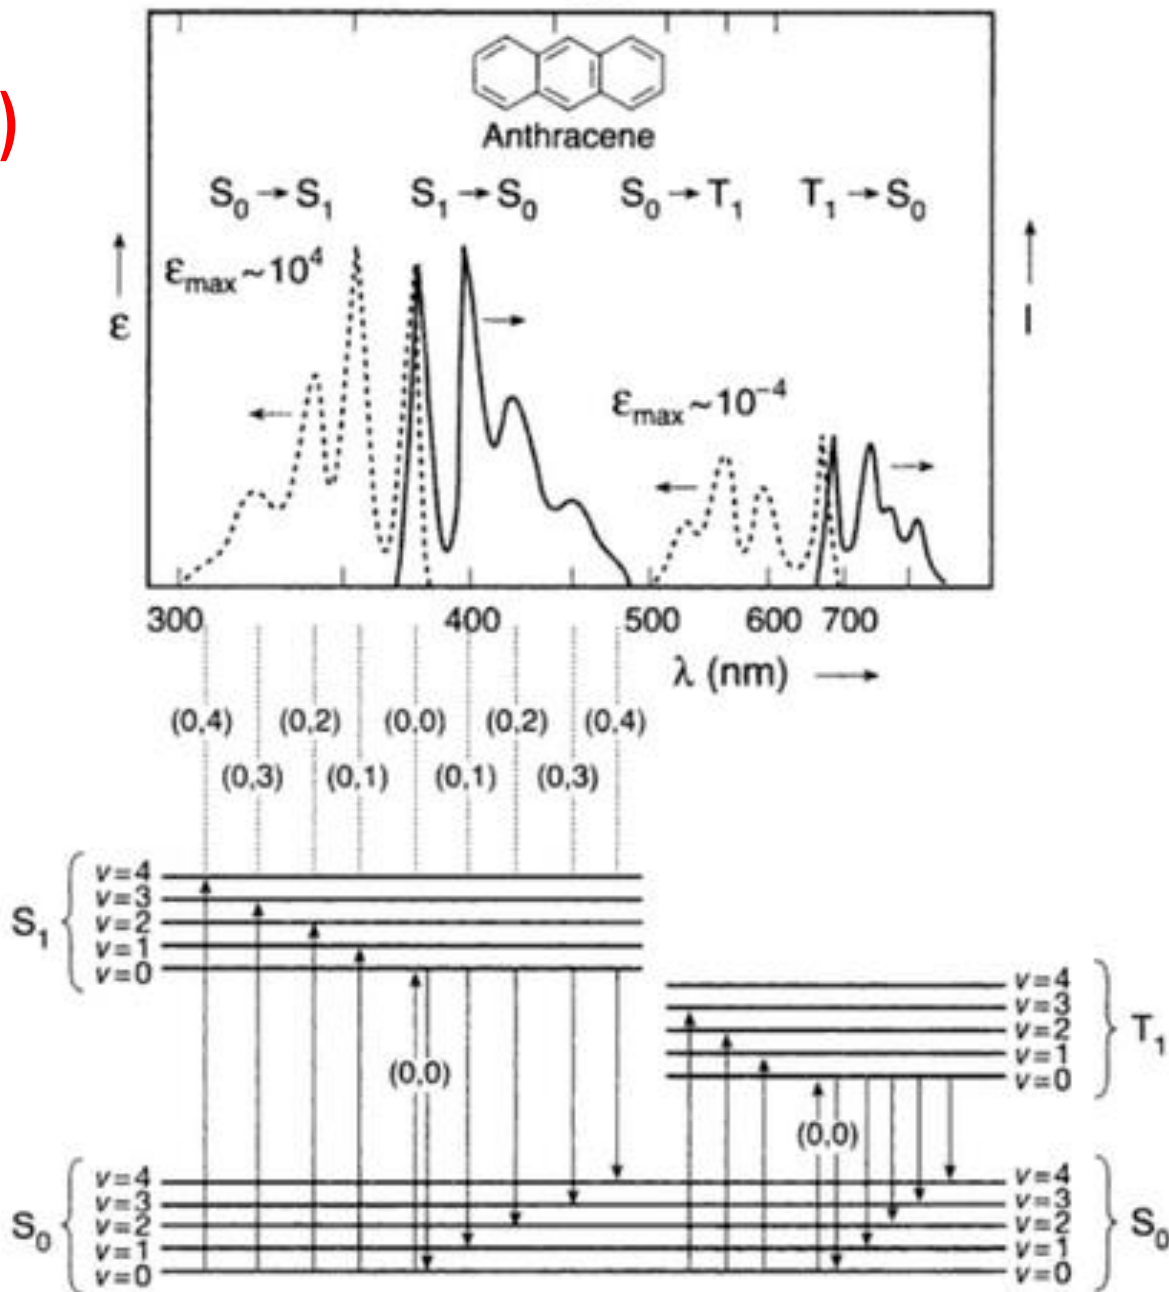 )
Anthracene
S₀ → S₁ S₁ → S₀ S₀ → T₁ T₁ → S₀
εmax ~10⁴
ε
I
εmax ~10⁻⁴
300 400 500 600 700
λ (nm) →
(0,4) (0,2) (0,0) (0,2) (0,4)
(0,3) (0,1) (0,1) (0,3)
S₁
v=4
v=3
v=2
v=1
v=0
v=4
v=3
v=2
v=1
v=0
T₁
(0,0)
(0,0)
S₀
v=4
v=3
v=2
v=1
v=0
v=4
v=3
v=2
v=1
v=0
S₀